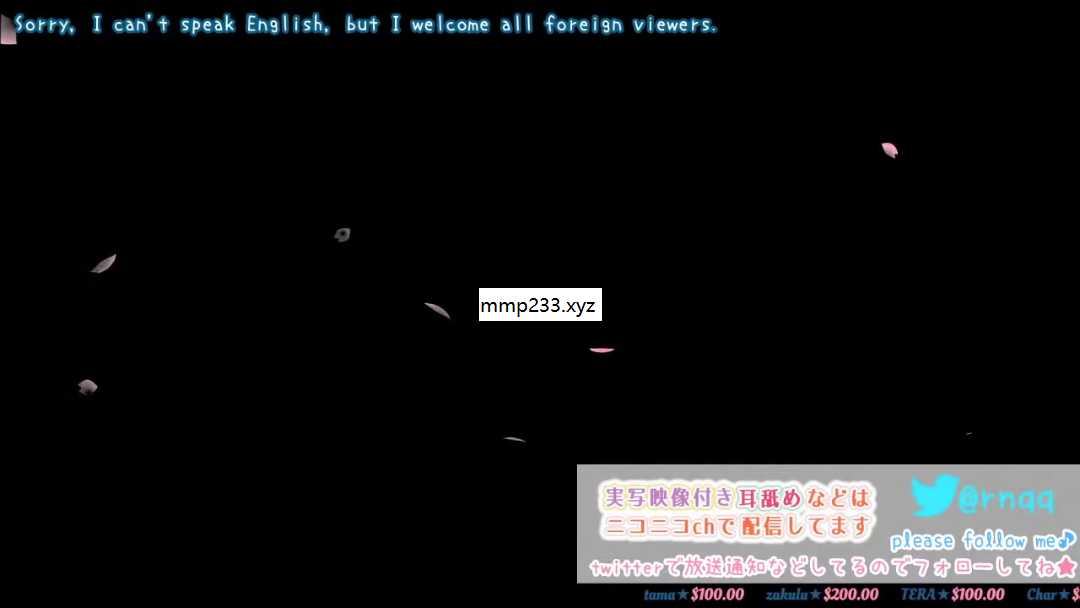 Sorry, I can't speak English, but I welcome all foreign viewers.
mmp233.xyz
実写映像付き耳舐めなどは
ニコニコchで配信してます
@rnqq
please follow me♪
twitterで放送通知などしてるのでフォローしてね★
tama★$100.00 zakulu★$200.00 TERA★$100.00 Char★$